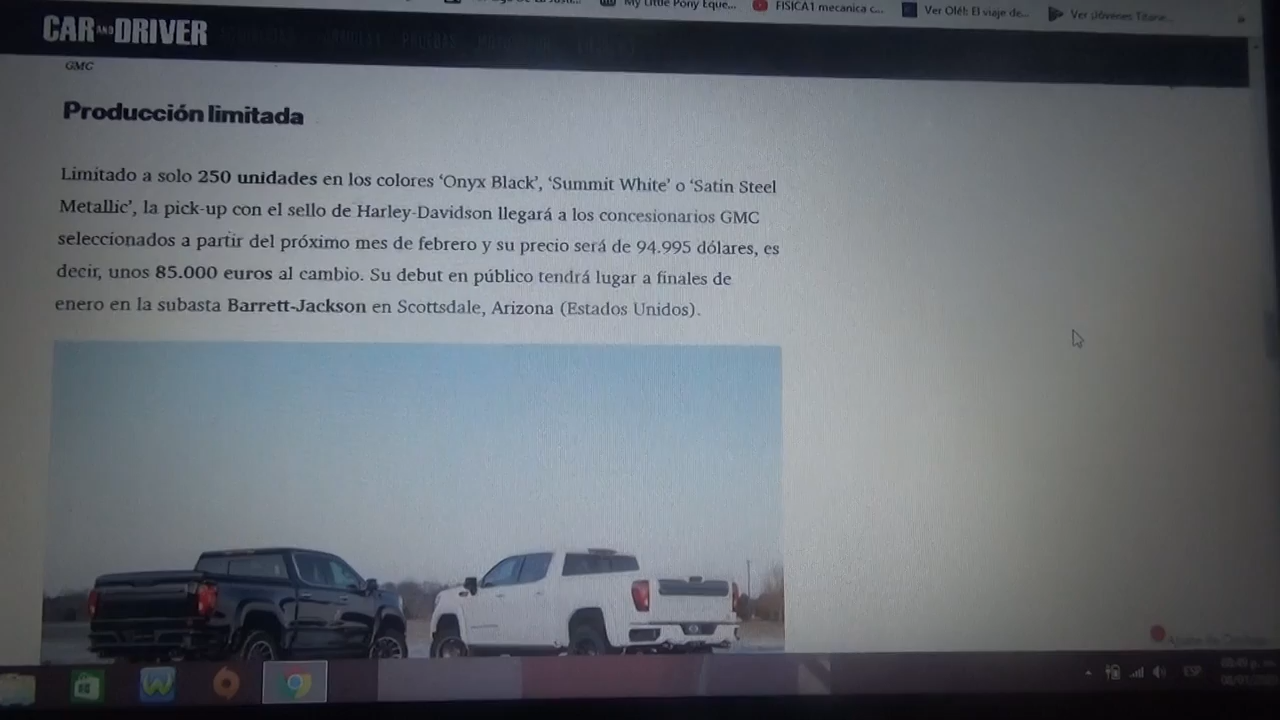 My Little Pony Eque...
FISICA1 mecanica c...
Ver Olé!: El viaje de...
Ver Jóvenes Titane...
CAR AND DRIVER
PRUEBAS
GMC
Producción limitada
Limitado a solo 250 unidades en los colores ‘Onyx Black’, ‘Summit White’ o ‘Satin Steel
Metallic’, la pick-up con el sello de Harley-Davidson llegará a los concesionarios GMC
seleccionados a partir del próximo mes de febrero y su precio será de 94.995 dólares, es
decir, unos 85.000 euros al cambio. Su debut en público tendrá lugar a finales de
enero en la subasta Barrett-Jackson en Scottsdale, Arizona (Estados Unidos).
ESP